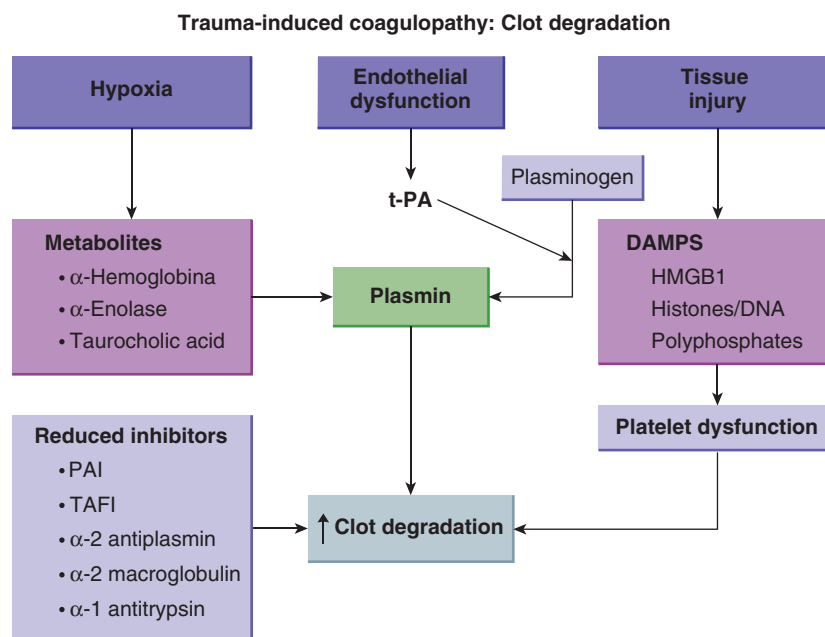 Trauma-induced coagulopathy: Clot degradation
Hypoxia
Endothelial
dysfunction
Tissue
injury
Plasminogen
t-PA
Metabolites
• α-Hemoglobina
• α-Enolase
• Taurocholic acid
Plasmin
DAMPS
HMGB1
Histones/DNA
Polyphosphates
Reduced inhibitors
• PAI
• TAFI
• α-2 antiplasmin
• α-2 macroglobulin
• α-1 antitrypsin
Platelet dysfunction
↑ Clot degradation